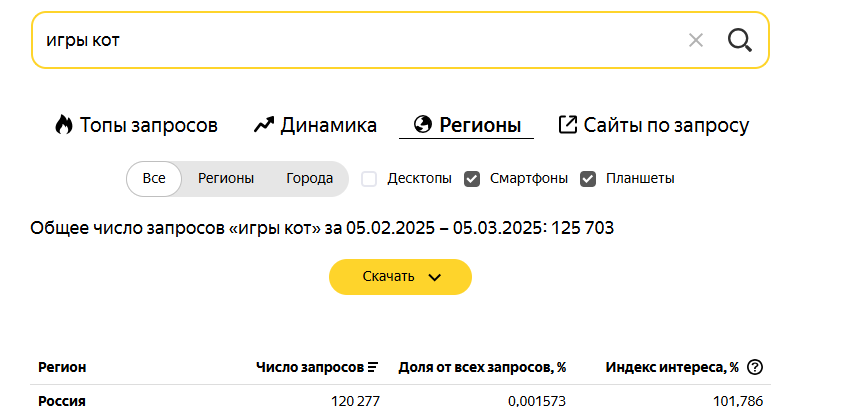 игры кот
Топы запросов Динамика Регионы Сайты по запросу
Все Регионы Города Десктопы Смартфоны Планшеты
Общее число запросов «игры кот» за 05.02.2025 – 05.03.2025: 125 703
Скачать
Регион Число запросов Доля от всех запросов, % Индекс интереса, % ?
Россия 120 277 0,001573 101,786